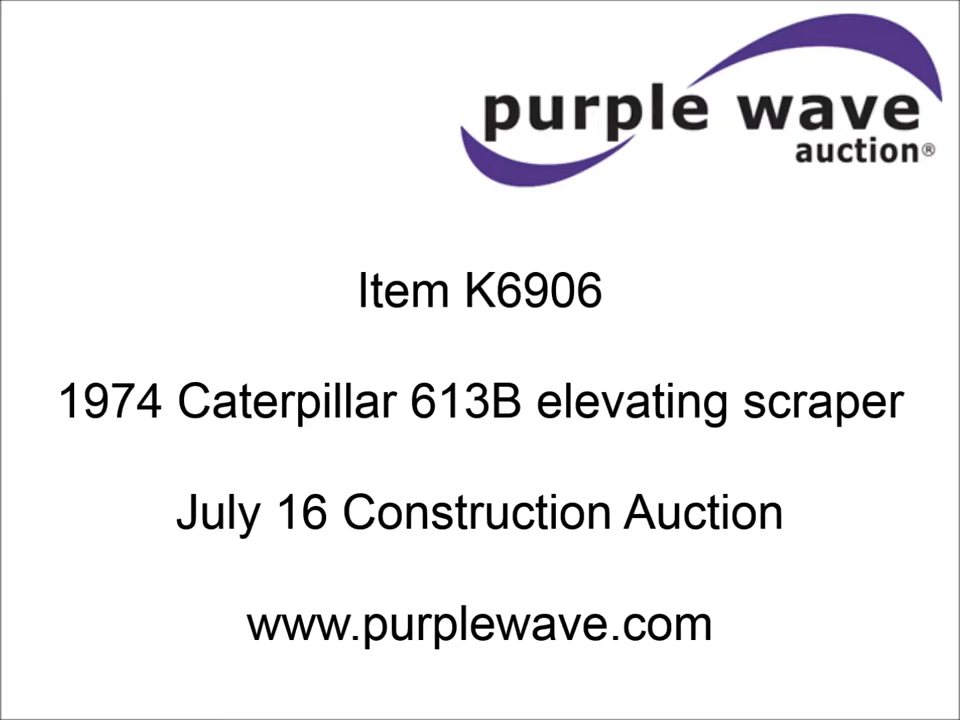 purple wave
auction®
Item K6906
1974 Caterpillar 613B elevating scraper
July 16 Construction Auction
www.purplewave.com